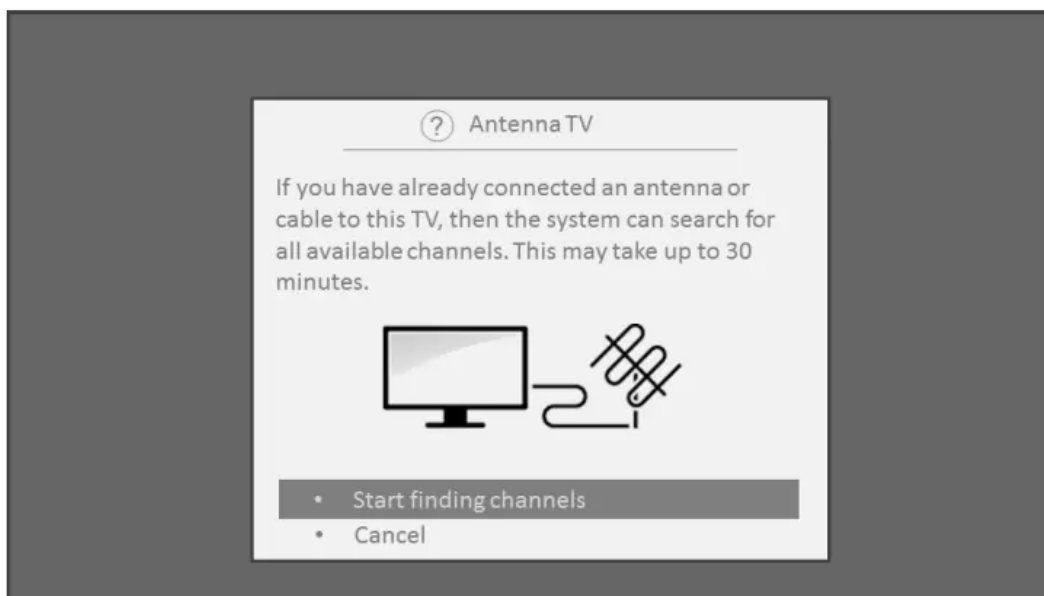 ? Antenna TV
If you have already connected an antenna or
cable to this TV, then the system can search for
all available channels. This may take up to 30
minutes.
• Start finding channels
• Cancel